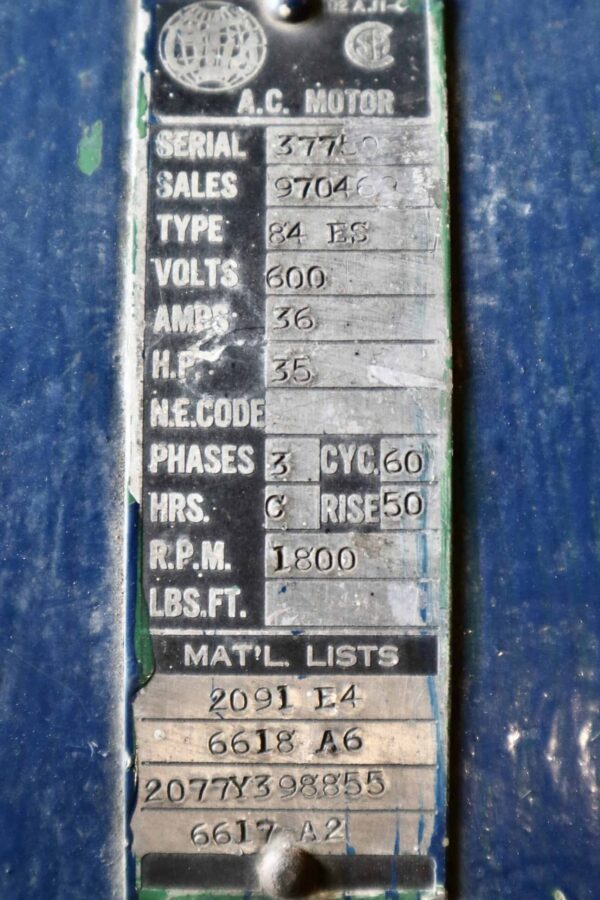 A.C. MOTOR
SERIAL 37750
SALES
TYPE 84 ES
VOLTS 600
AMPS 36
H.P. 35
N.E.CODE
PHASES 3 CYC. 60
HRS. C RISE 50
R.P.M. 1800
LBS.FT.
MAT'L. LISTS
2091 E4
6618 A6
2077Y398855
6617 A2